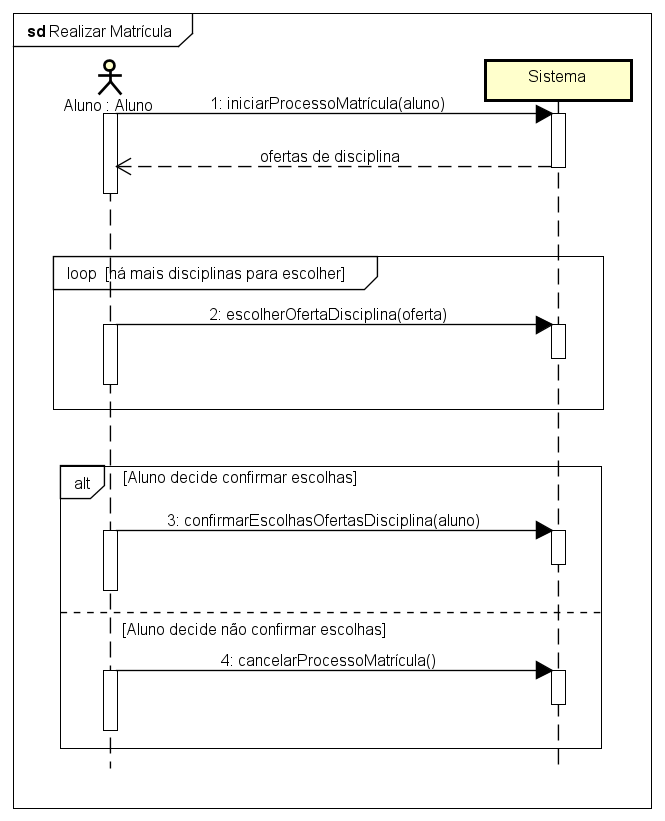 sd Realizar Matrícula
Sistema
Aluno : Aluno
1: iniciarProcessoMatrícula(aluno)
ofertas de disciplina
loop [há mais disciplinas para escolher]
2: escolherOfertaDisciplina(oferta)
alt [Aluno decide confirmar escolhas]
3: confirmarEscolhasOfertasDisciplina(aluno)
[Aluno decide não confirmar escolhas]
4: cancelarProcessoMatrícula()